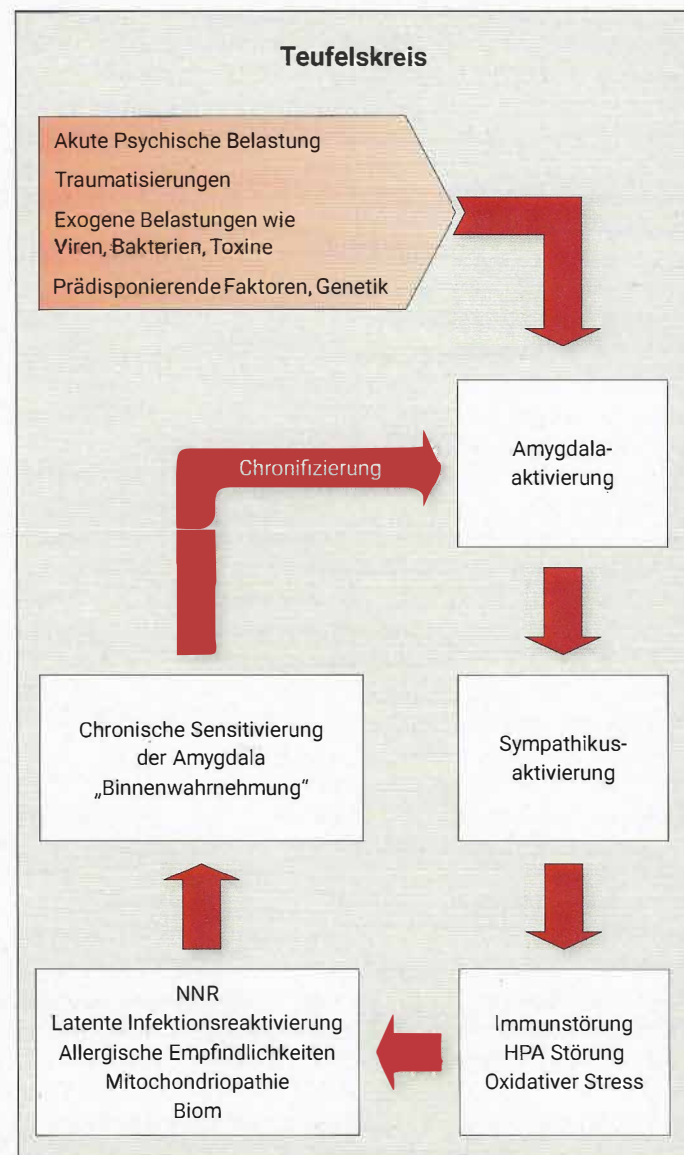 Teufelskreis
Akute Psychische Belastung
Traumatisierungen
Exogene Belastungen wie
Viren, Bakterien, Toxine
Prädisponierende Faktoren, Genetik
Amygdala-
aktivierung
Chronifizierung
Sympathikus-
aktivierung
Chronische Sensitivierung
der Amygdala
„Binnenwahrnehmung“
Immunstörung
HPA Störung
Oxidativer Stress
NNR
Latente Infektionsreaktivierung
Allergische Empfindlichkeiten
Mitochondriopathie
Biom